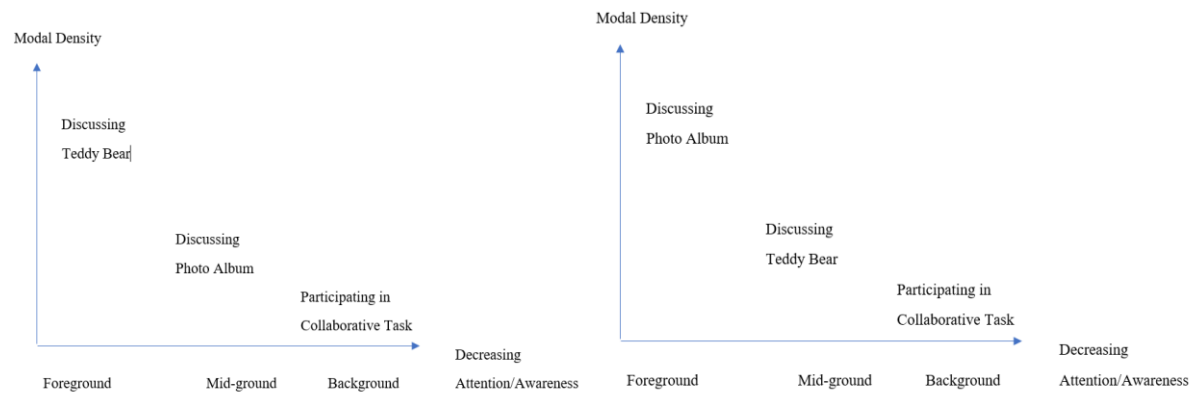 Modal Density
Discussing
Teddy Bear
Discussing
Photo Album
Participating in
Collaborative Task
Decreasing
Attention/Awareness
Foreground
Mid-ground
Background
Modal Density
Discussing
Photo Album
Discussing
Teddy Bear
Participating in
Collaborative Task
Decreasing
Attention/Awareness
Foreground
Mid-ground
Background